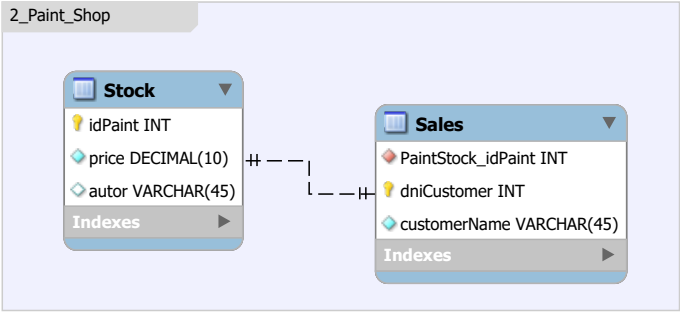 2_Paint_Shop
Stock
idPaint INT
price DECIMAL(10)
autor VARCHAR(45)
Indexes
Sales
PaintStock_idPaint INT
dniCustomer INT
customerName VARCHAR(45)
Indexes